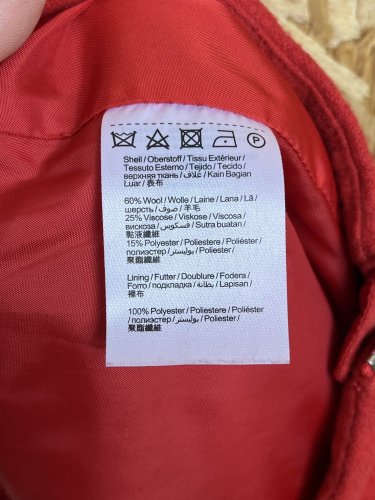 P
Shell / Oberstoff / Tissu Extérieur /
Tessuto Esterno / Tejido / Tecido /
верхняя ткань / غلاف / Kain Bagian
Luar / 表布
60% Wool / Wolle / Laine / Lana / Lã /
шерсть / صوف / 羊毛
25% Viscose / Viskose / Viscosa /
вискоза / فسكوس / Sutra buatan /
黏液纖維
15% Polyester / Poliestere / Poliéster /
полиэстер / بوليستر / Poliester /
聚酯纖維
Lining / Futter / Doublure / Fodera /
Forro / подкладка / بطانة / Lapisan /
裡布
100% Polyester / Poliestere / Poliéster
/ полиэстер / بوليستر / Poliester /
聚酯纖維